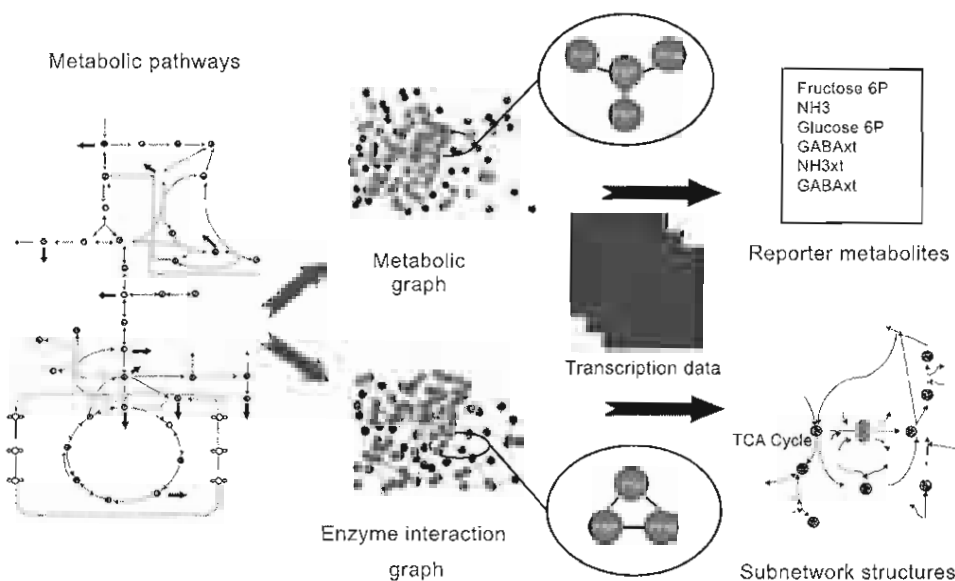 Metabolic pathways
Metabolic
graph
Fructose 6P
NH3
Glucose 6P
GABAxt
NH3xt
GABAxt
Reporter metabolites
Transcription data
Enzyme interaction
graph
TCA Cycle
Subnetwork structures